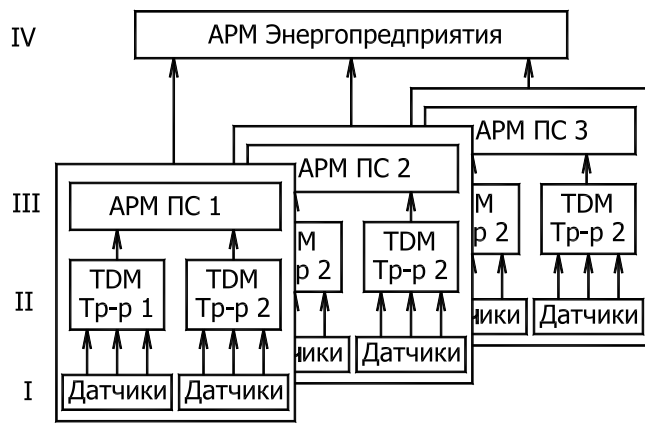 IV
АРМ Энергопредприятия
АРМ ПС 3
АРМ ПС 2
III
АРМ ПС 1
TDM
Тр-р 2
TDM
Тр-р 2
II
TDM
Тр-р 1
TDM
Тр-р 2
Датчики
Датчики
I
Датчики
Датчики